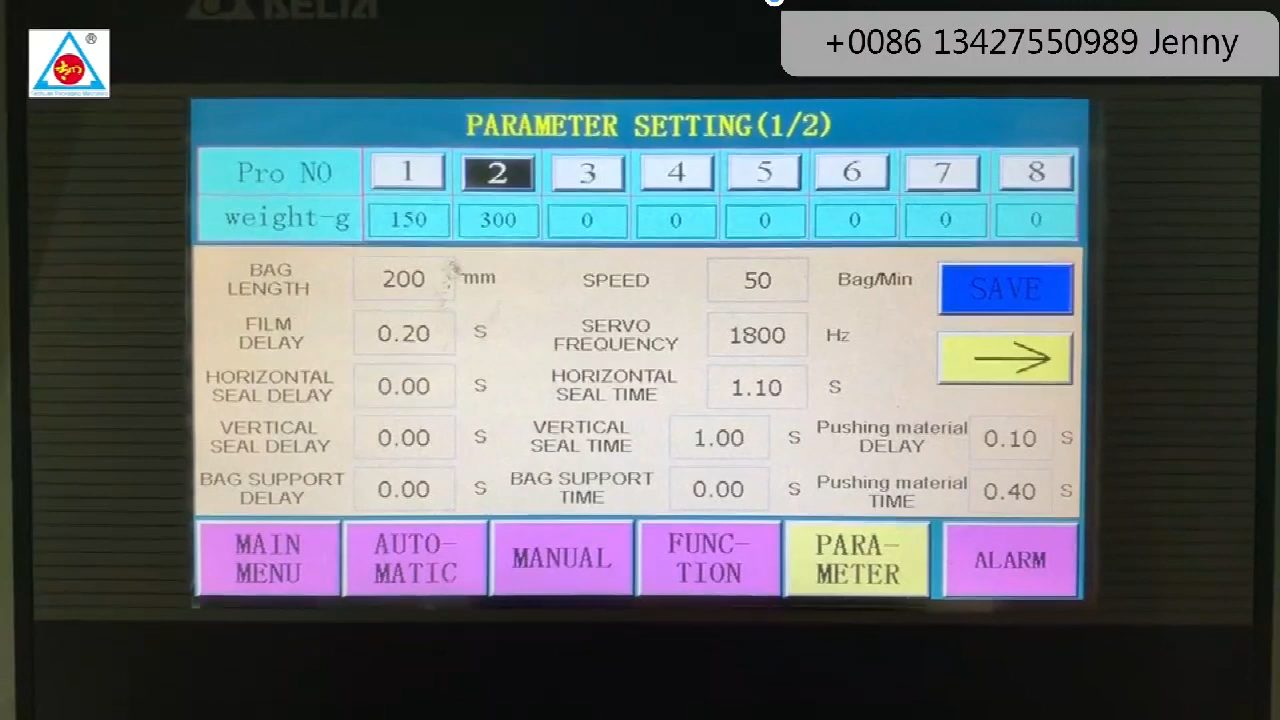 DELTA
+0086 13427550989 Jenny
®
PARAMETER SETTING(1/2)
Pro NO 1 2 3 4 5 6 7 8
weight-g 150 300 0 0 0 0 0 0
BAG LENGTH 200 mm SPEED 50 Bag/Min SAVE
FILM DELAY 0.20 S SERVO FREQUENCY 1800 Hz
HORIZONTAL SEAL DELAY 0.00 S HORIZONTAL SEAL TIME 1.10 S
VERTICAL SEAL DELAY 0.00 S VERTICAL SEAL TIME 1.00 S Pushing material DELAY 0.10 S
BAG SUPPORT DELAY 0.00 S BAG SUPPORT TIME 0.00 S Pushing material TIME 0.40 S
MAIN MENU AUTO-MATIC MANUAL FUNC-TION PARA-METER ALARM